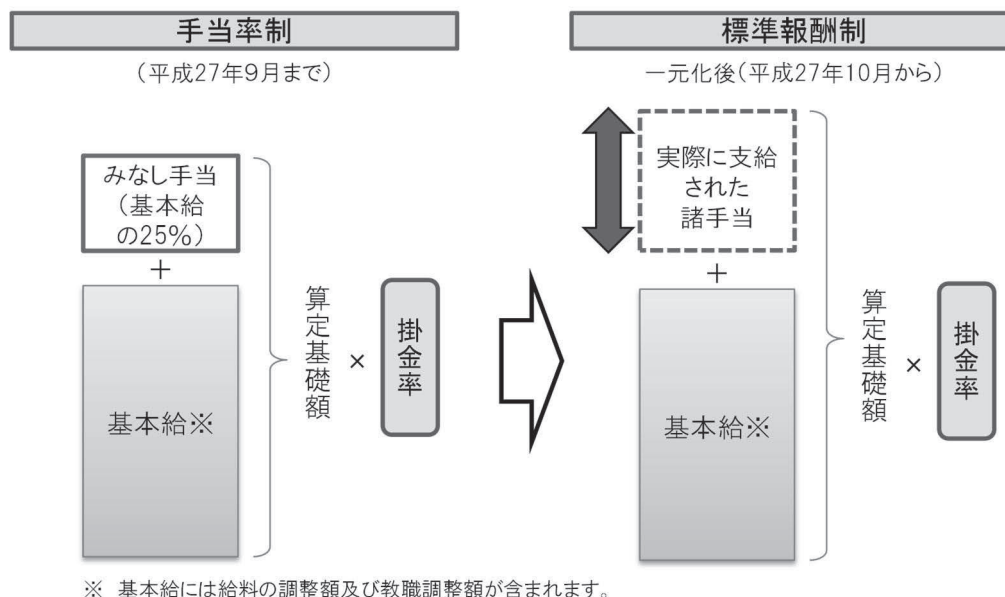 手当率制
(平成27年9月まで)
みなし手当
(基本給
の25%)
+
基本給※
算定基礎額
×
掛金率
標準報酬制
一元化後(平成27年10月から)
実際に支給
された
諸手当
+
基本給※
算定基礎額
×
掛金率
※ 基本給には給料の調整額及び教職調整額が含まれます。